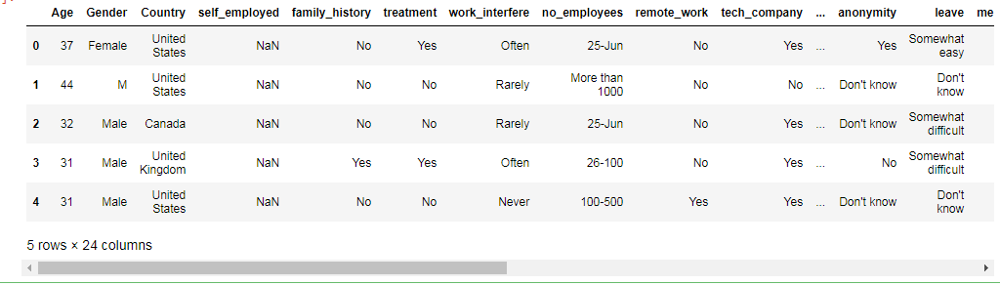 Age Gender Country self_employed family_history treatment work_interfere no_employees remote_work tech_company ... anonymity leave me
0 37 Female United States NaN No Yes Often 25-Jun No Yes ... Yes Somewhat easy
1 44 M United States NaN No No Rarely More than 1000 No No ... Don't know Don't know
2 32 Male Canada NaN No No Rarely 25-Jun No Yes ... Don't know Somewhat difficult
3 31 Male United Kingdom NaN Yes Yes Often 26-100 No Yes ... No Somewhat difficult
4 31 Male United States NaN No No Never 100-500 Yes Yes ... Don't know Don't know
5 rows × 24 columns